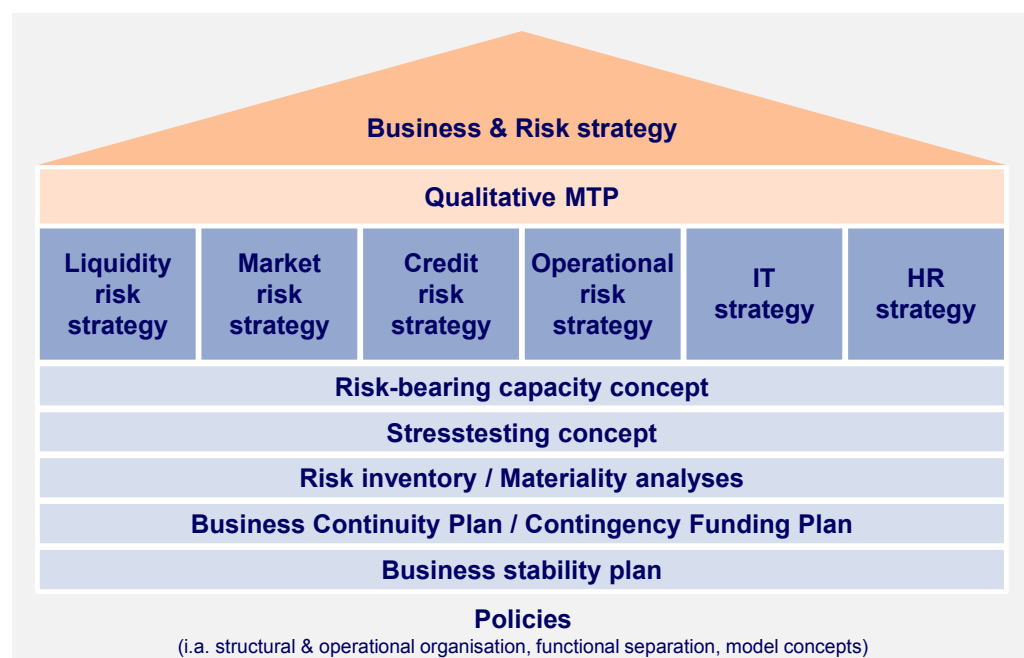 Business & Risk strategy
Qualitative MTP
Liquidity
risk
strategy
Market
risk
strategy
Credit
risk
strategy
Operational
risk
strategy
IT
strategy
HR
strategy
Risk-bearing capacity concept
Stresstesting concept
Risk inventory / Materiality analyses
Business Continuity Plan / Contingency Funding Plan
Business stability plan
Policies
(i.a. structural & operational organisation, functional separation, model concepts)